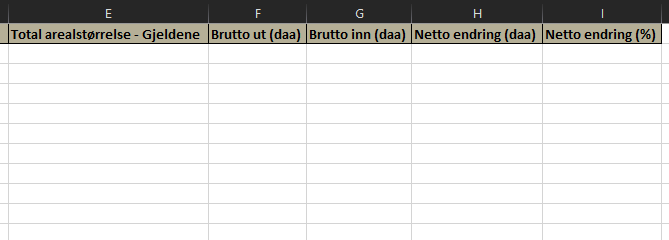 E F G H I
Total arealstørrelse - Gjeldene Brutto ut (daa) Brutto inn (daa) Netto endring (daa) Netto endring (%)